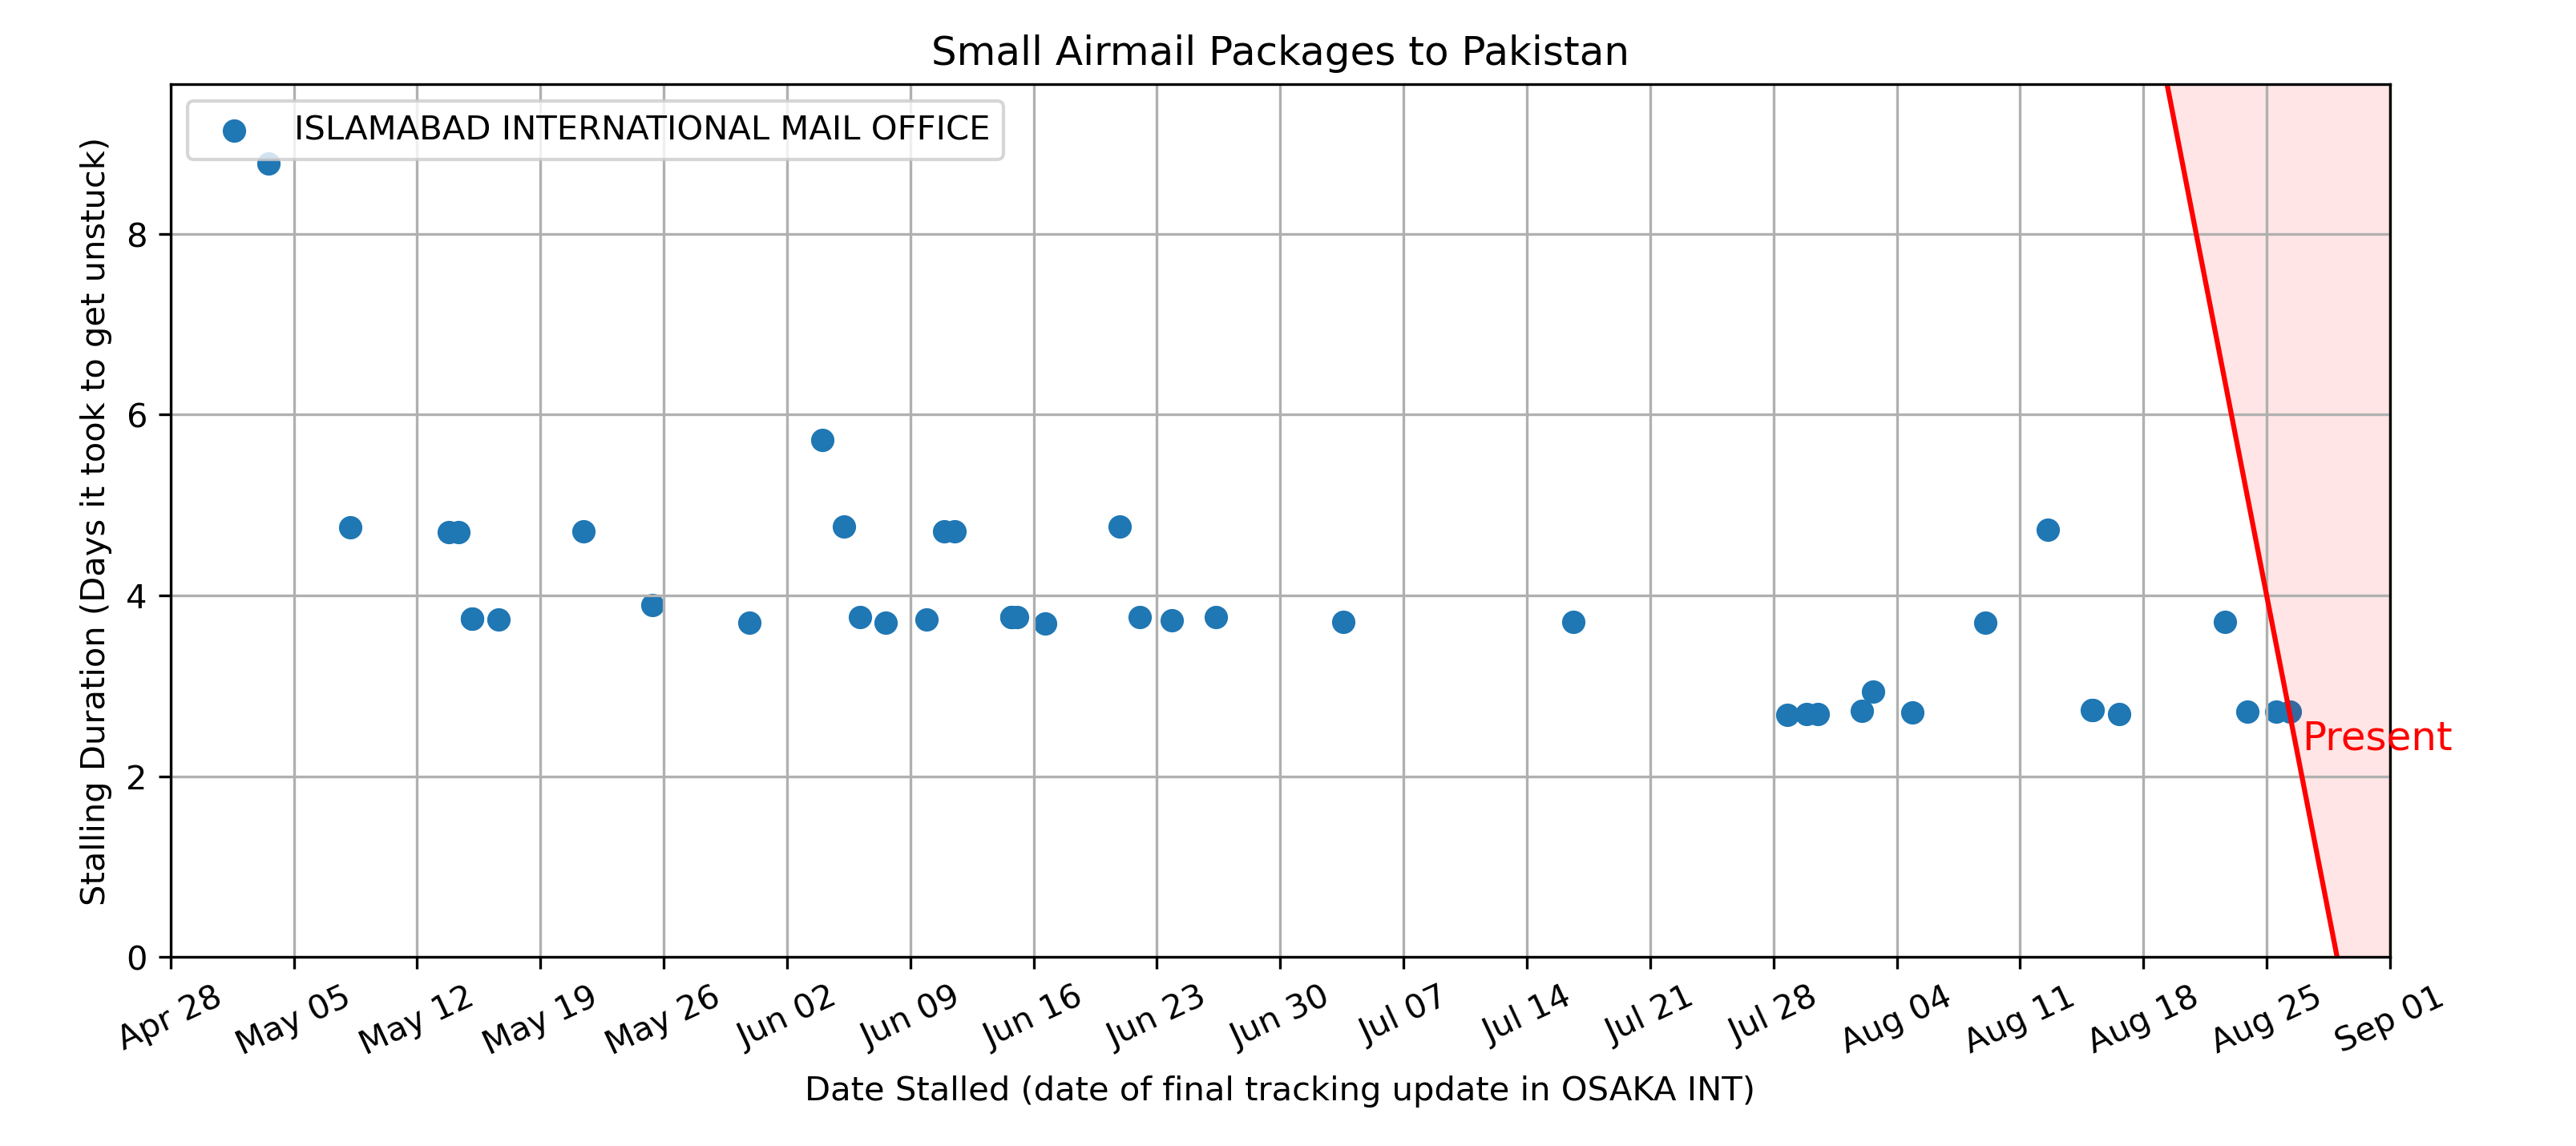 Small Airmail Packages to Pakistan
ISLAMABAD INTERNATIONAL MAIL OFFICE
Stalling Duration (Days it took to get unstuck)
8
6
4
2
0
Present
Apr 28
May 05
May 12
May 19
May 26
Jun 02
Jun 09
Jun 16
Jun 23
Jun 30
Jul 07
Jul 14
Jul 21
Jul 28
Aug 04
Aug 11
Aug 18
Aug 25
Sep 01
Date Stalled (date of final tracking update in OSAKA INT)